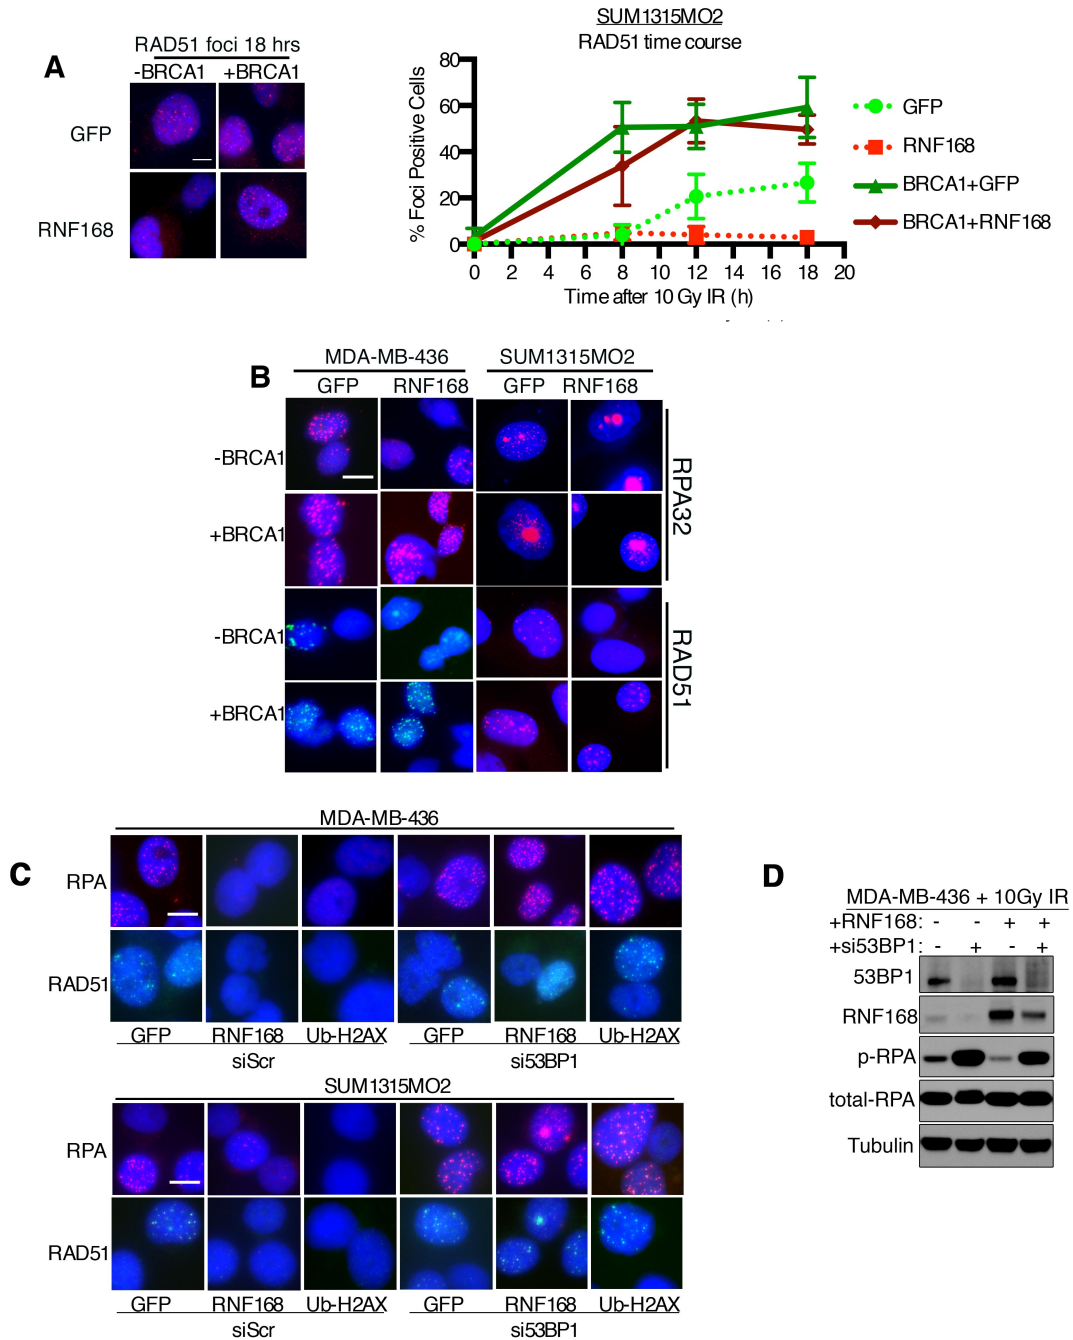 SUM1315MO2
RAD51 time course
A
RAD51 foci 18 hrs
-BRCA1 +BRCA1
GFP
RNF168
% Foci Positive Cells
80
60
40
20
0
0 2 4 6 8 10 12 14 16 18 20
Time after 10 Gy IR (h)
GFP
RNF168
BRCA1+GFP
BRCA1+RNF168
B
MDA-MB-436 SUM1315MO2
GFP RNF168 GFP RNF168
-BRCA1
+BRCA1
RPA32
-BRCA1
+BRCA1
RAD51
C
MDA-MB-436
RPA
RAD51
GFP RNF168 Ub-H2AX GFP RNF168 Ub-H2AX
siScr si53BP1
SUM1315MO2
RPA
RAD51
GFP RNF168 Ub-H2AX GFP RNF168 Ub-H2AX
siScr si53BP1
D
MDA-MB-436 + 10Gy IR
+RNF168: - - + +
+si53BP1: - + - +
53BP1
RNF168
p-RPA
total-RPA
Tubulin